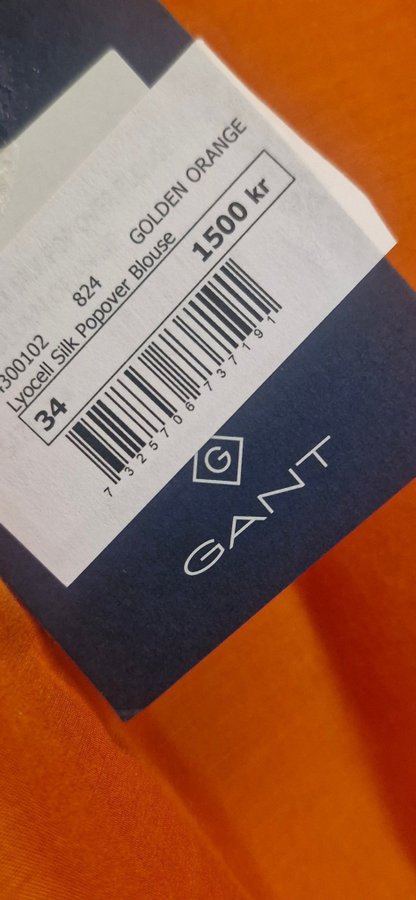 300102 824 GOLDEN ORANGE
Lyocell Silk Popover Blouse
34 1500 kr
7 325706 737191
G
GANT